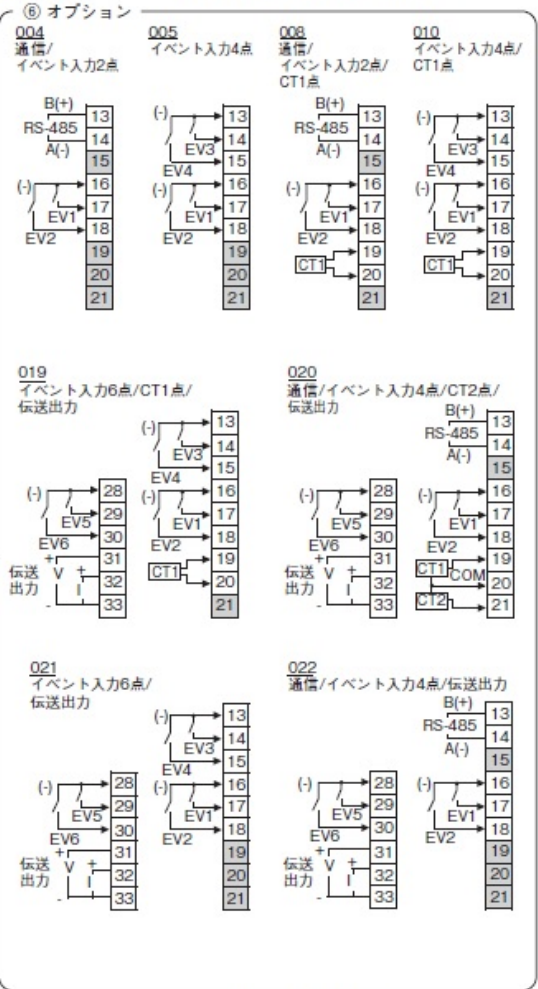 ⑥ オプション
004
通信/
イベント入力2点
B(+)
RS-485
A(-)
(-)
EV1
EV2
13
14
15
16
17
18
19
20
21
005
イベント入力4点
(-)
EV3
EV4
(-)
EV1
EV2
13
14
15
16
17
18
19
20
21
008
通信/
イベント入力2点/
CT1点
B(+)
RS-485
A(-)
(-)
EV1
EV2
CT1
13
14
15
16
17
18
19
20
21
010
イベント入力4点/
CT1点
(-)
EV3
EV4
(-)
EV1
EV2
CT1
13
14
15
16
17
18
19
20
21
019
イベント入力6点/CT1点/
伝送出力
(-)
EV5
EV6
伝送
出力
+
V
+
I
-
28
29
30
31
32
33
(-)
EV3
EV4
(-)
EV1
EV2
CT1
13
14
15
16
17
18
19
20
21
020
通信/イベント入力4点/CT2点/
伝送出力
(-)
EV5
EV6
伝送
出力
+
V
+
I
-
28
29
30
31
32
33
B(+)
RS-485
A(-)
(-)
EV1
EV2
CT1
COM
CT2
13
14
15
16
17
18
19
20
21
021
イベント入力6点/
伝送出力
(-)
EV5
EV6
伝送
出力
+
V
+
I
-
28
29
30
31
32
33
(-)
EV3
EV4
(-)
EV1
EV2
13
14
15
16
17
18
19
20
21
022
通信/イベント入力4点/伝送出力
(-)
EV5
EV6
伝送
出力
+
V
+
I
-
28
29
30
31
32
33
B(+)
RS-485
A(-)
(-)
EV1
EV2
13
14
15
16
17
18
19
20
21